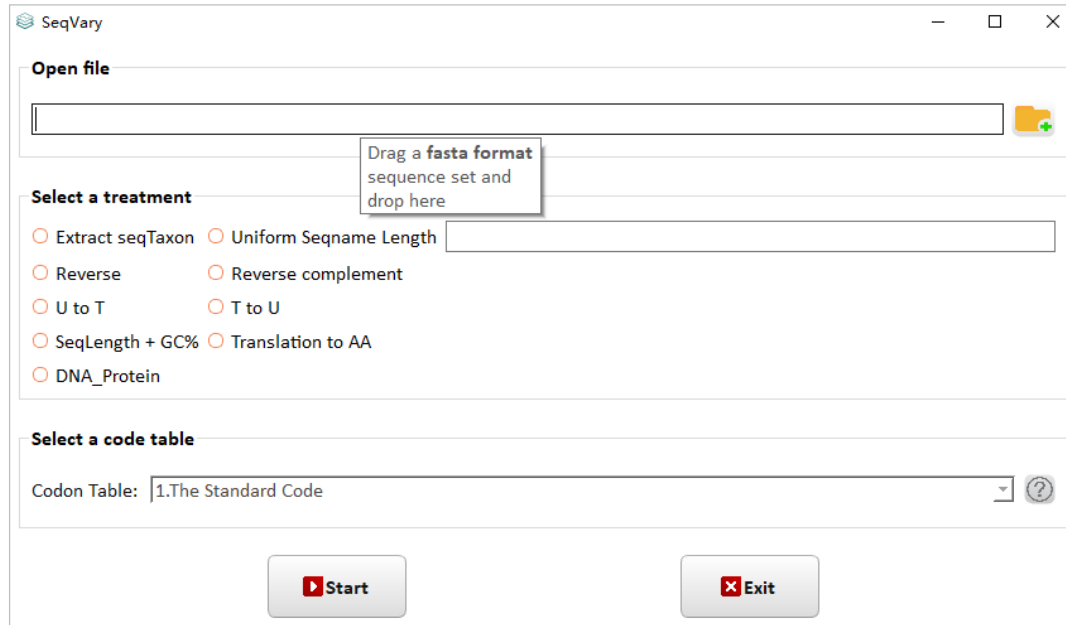 SeqVary
Open file
Drag a fasta format
sequence set and
drop here
Select a treatment
Extract seqTaxon Uniform Seqname Length
Reverse Reverse complement
U to T T to U
SeqLength + GC% Translation to AA
DNA_Protein
Select a code table
Codon Table: 1.The Standard Code ?
Start Exit